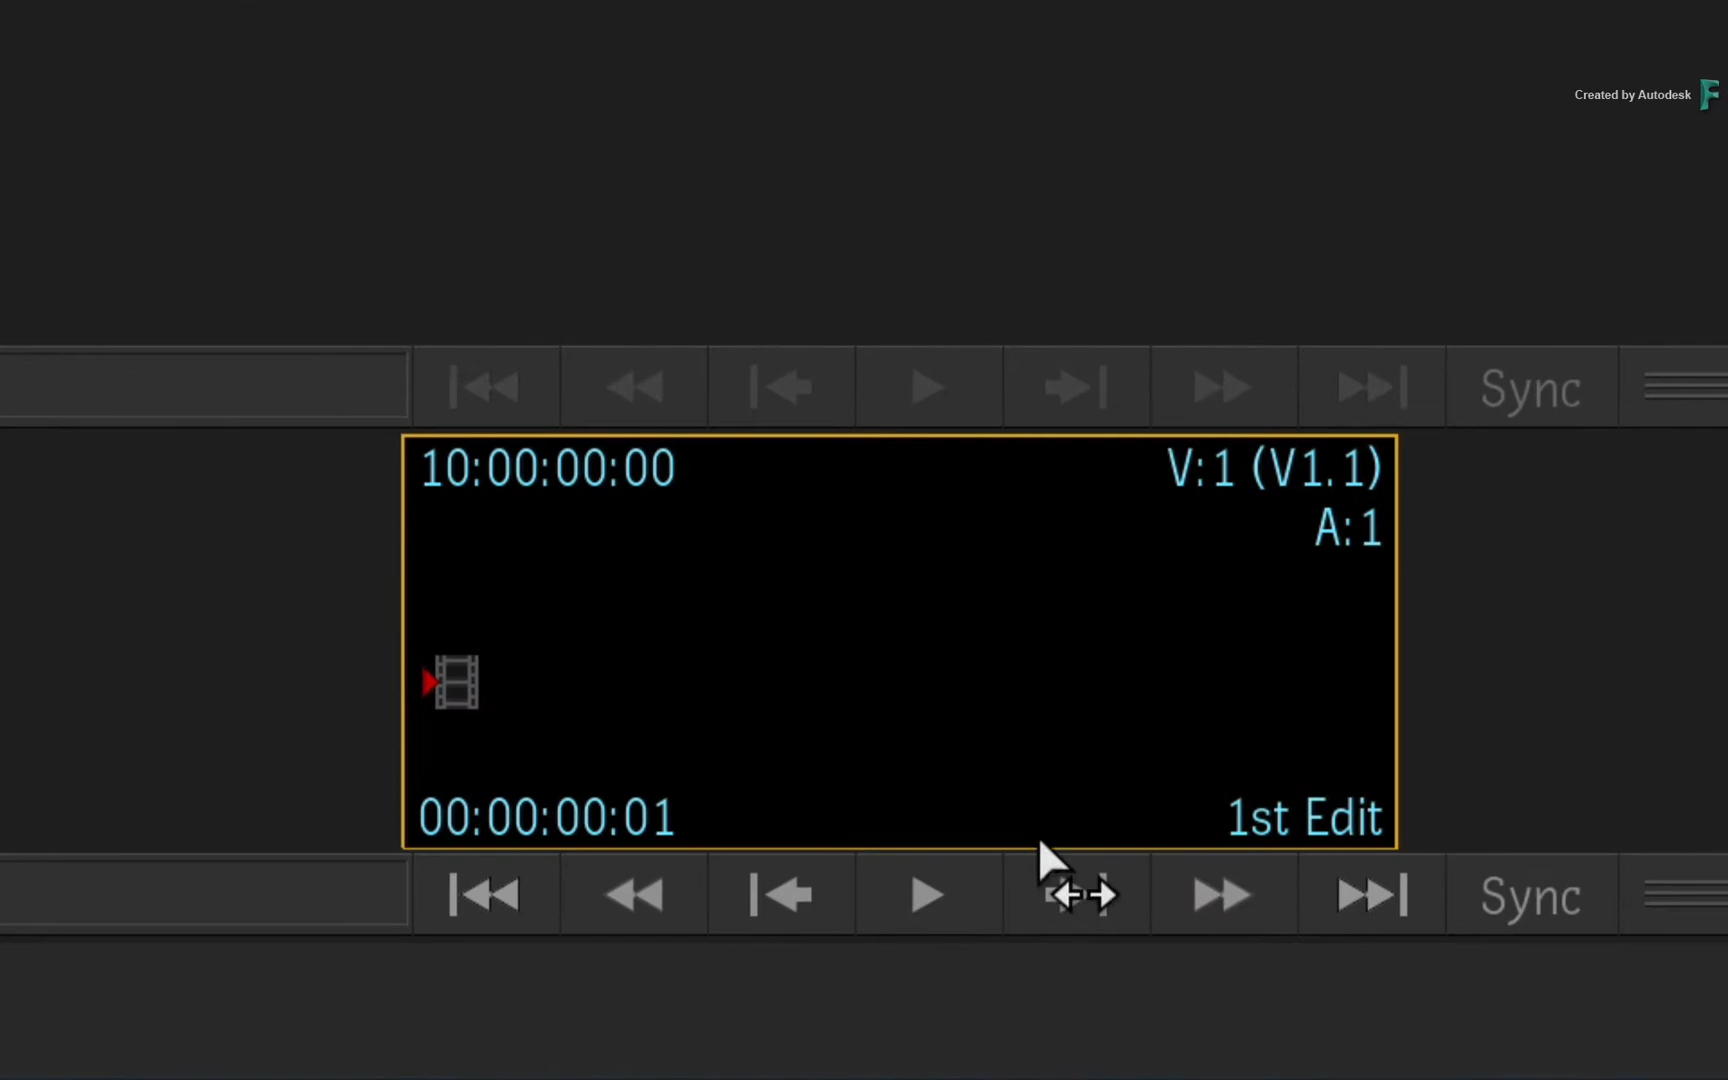 Created by Autodesk
Sync
10:00:00:00
V:1 (V1.1)
A:1
00:00:00:01
1st Edit
Sync